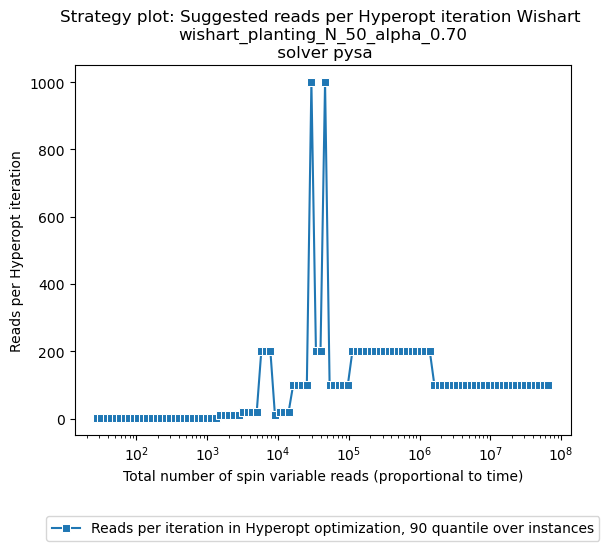 Strategy plot: Suggested reads per Hyperopt iteration Wishart
wishart_planting_N_50_alpha_0.70
solver pysa
1000
800
600
400
200
0
Reads per Hyperopt iteration
10²
10³
10⁴
10⁵
10⁶
10⁷
10⁸
Total number of spin variable reads (proportional to time)
Reads per iteration in Hyperopt optimization, 90 quantile over instances